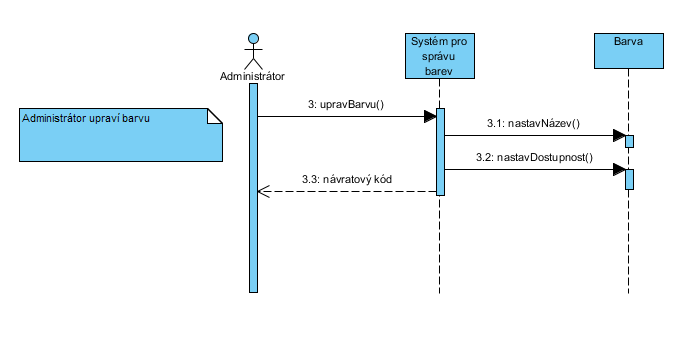 Systém pro
správu
barev
Barva
Administrátor
Administrátor upraví barvu
3: upravBarvu()
3.1: nastavNázev()
3.2: nastavDostupnost()
3.3: návratový kód